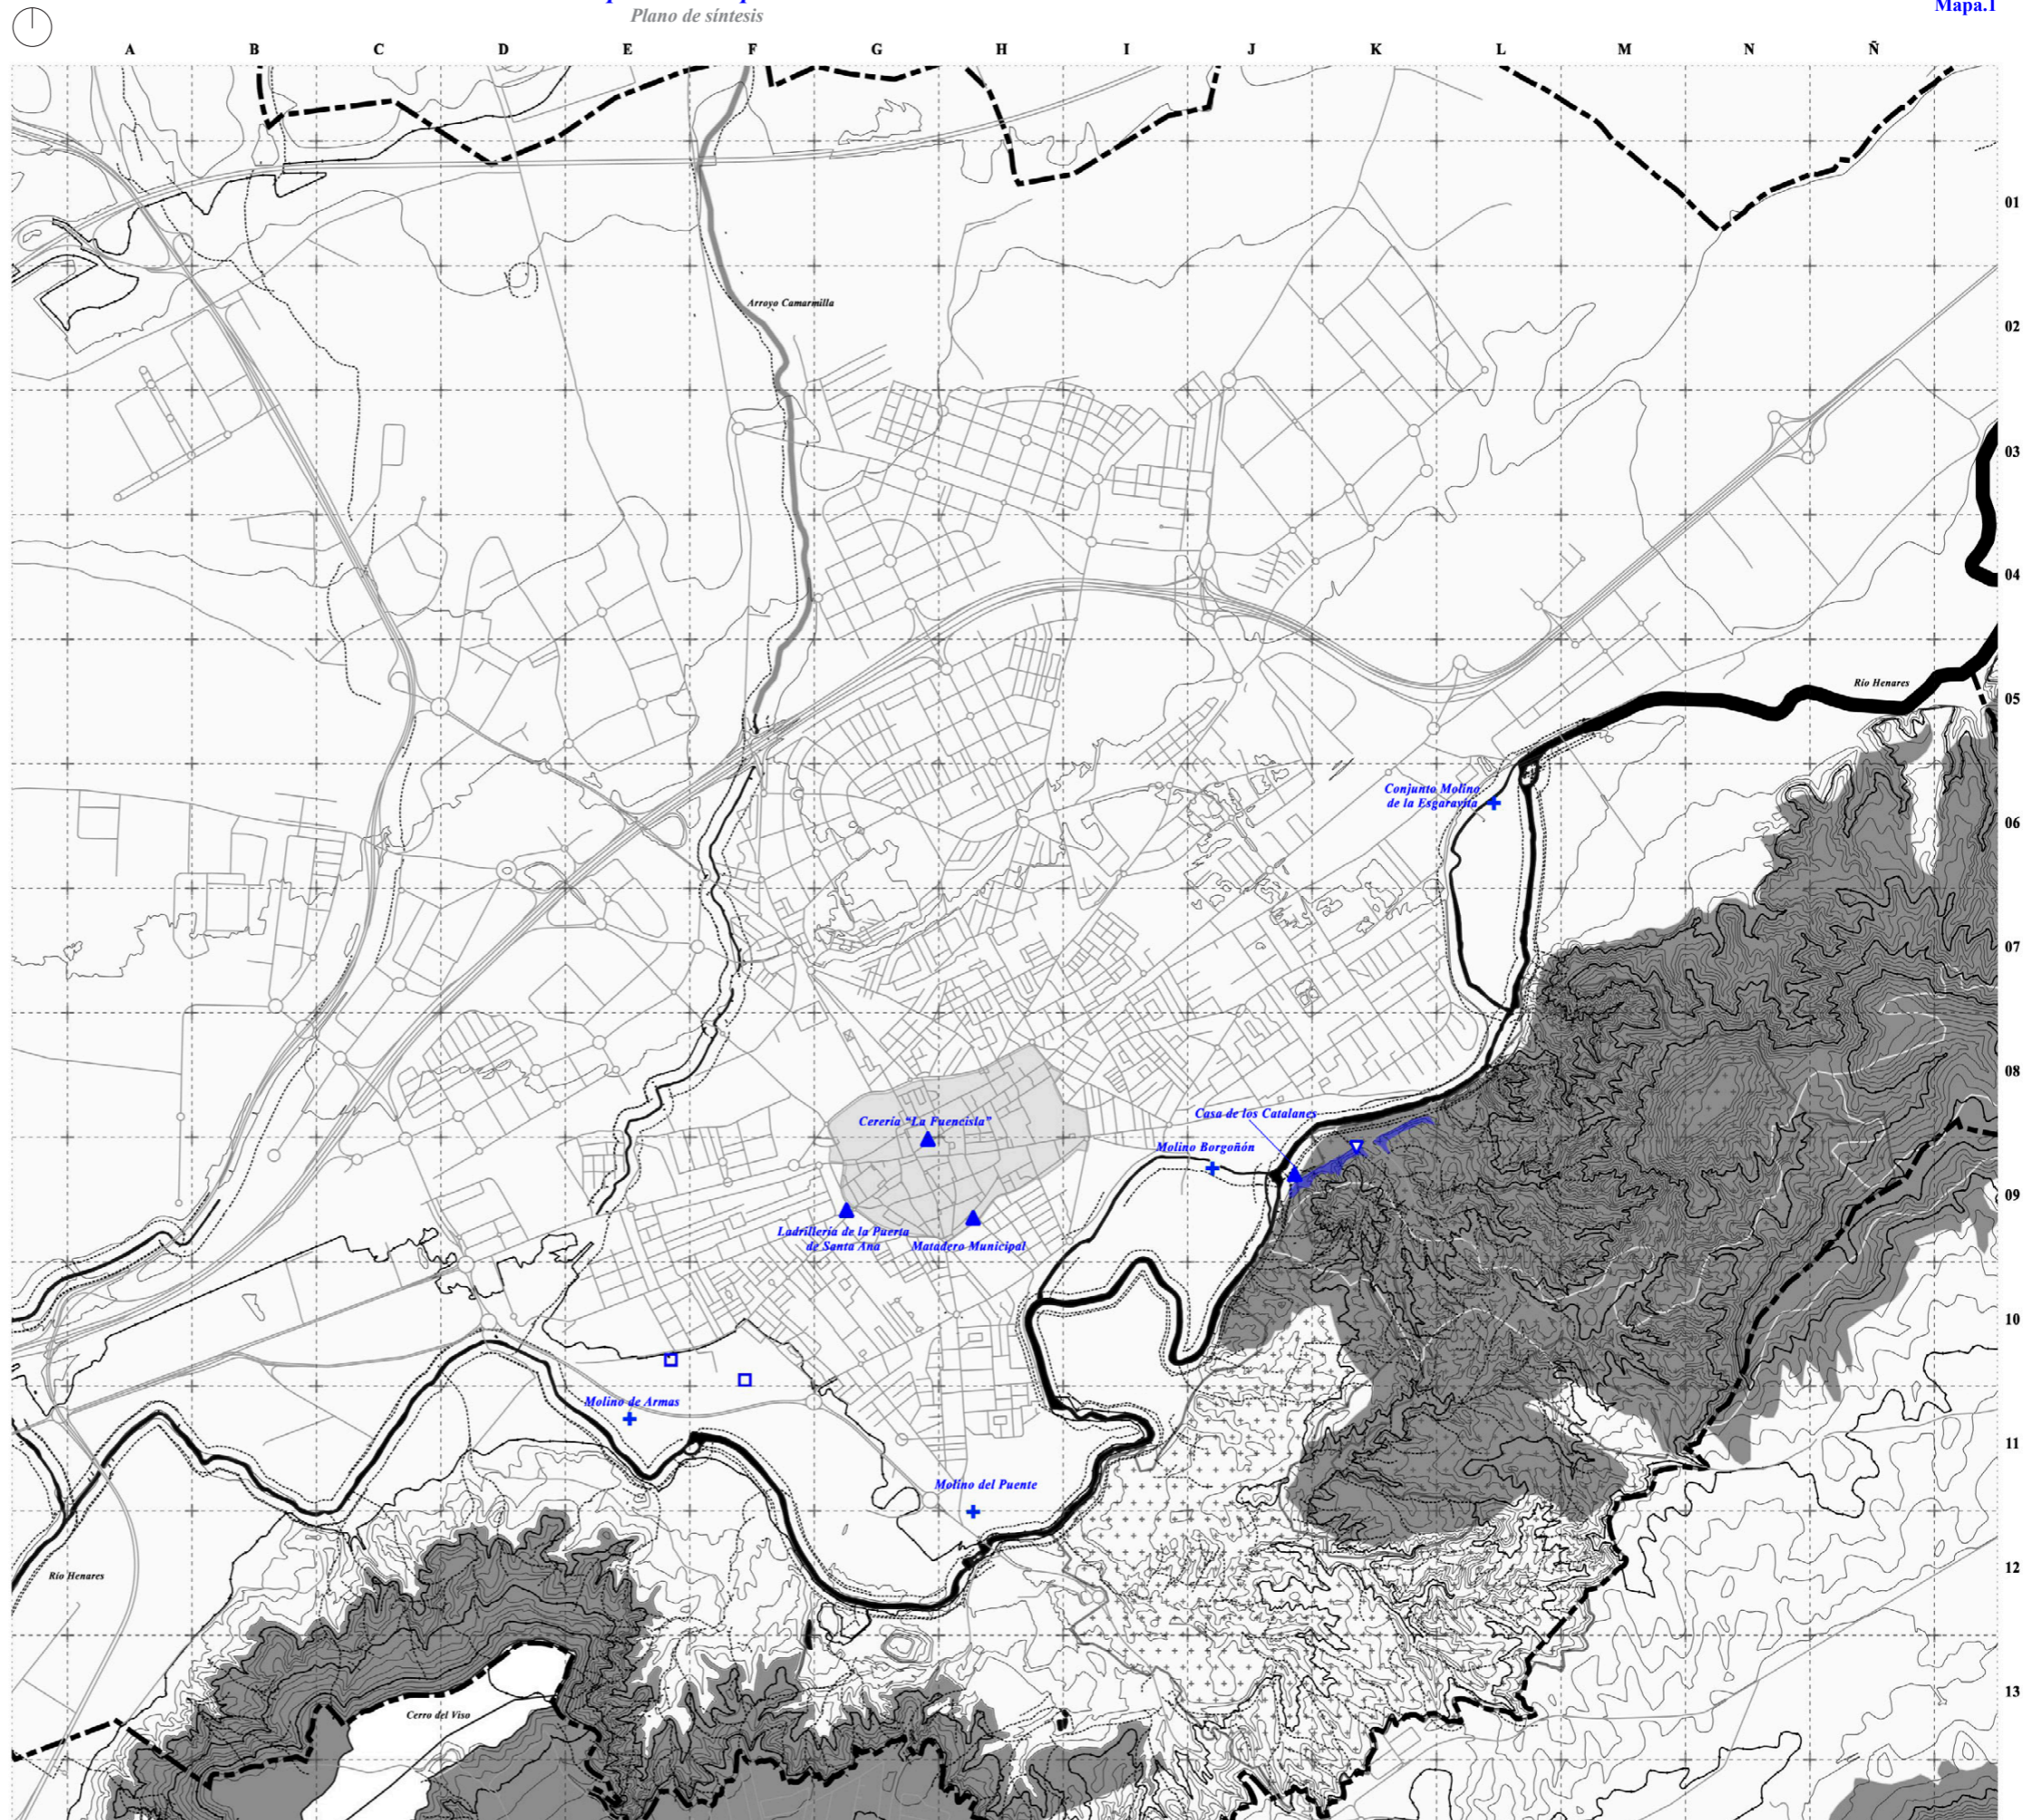 Plano de síntesis
Mapa.1
A B C D E F G H I J K L M N Ñ
01
Arroyo Camarmilla
02
03
04
Río Henares
05
Conjunto Molino
de la Esgaravita
06
07
08
Casa de los Catalanes
Cerería “La Fuencisla”
Molino Borgoñón
09
Ladrillería de la Puerta
de Santa Ana
Matadero Municipal
10
Molino de Armas
11
Molino del Puente
12
Río Henares
13
Cerro del Viso